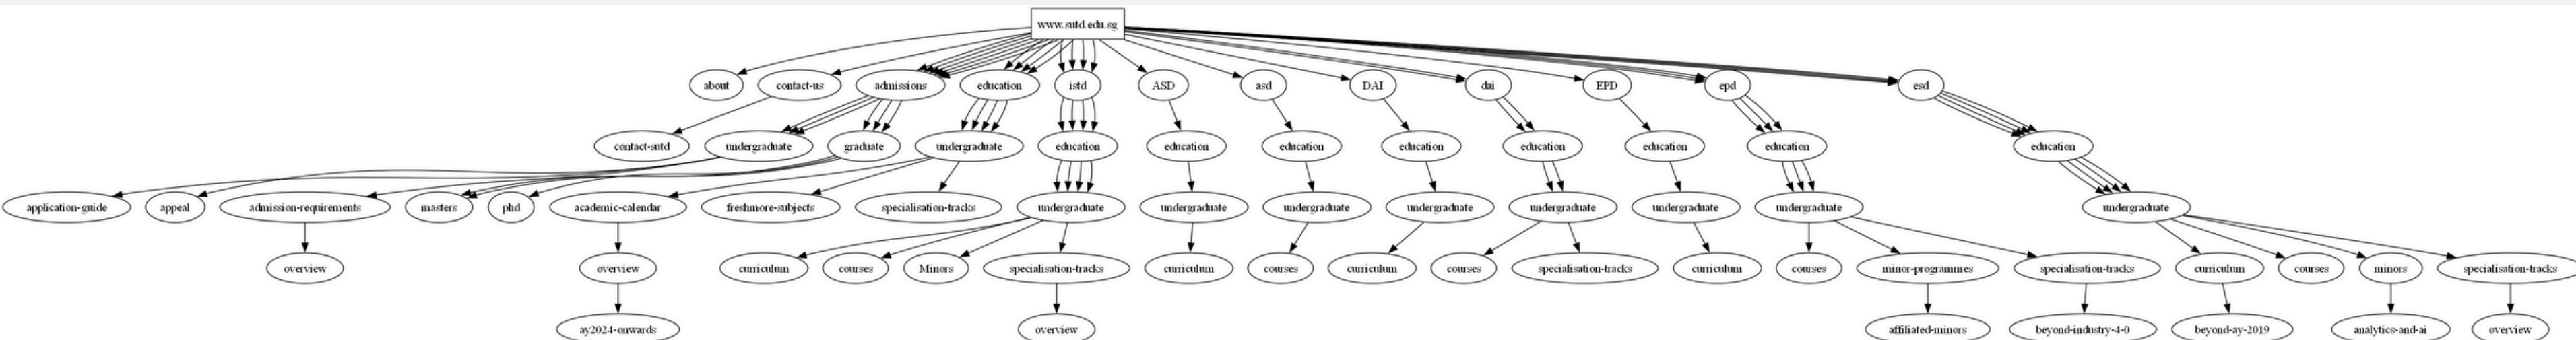 www.sutd.edu.sg
about
contact-us
admissions
education
istd
ASD
asd
DAI
dai
EPD
epd
esd
contact-sutd
undergraduate
graduate
undergraduate
education
education
education
education
education
education
education
education
application-guide
appeal
admission-requirements
masters
phd
academic-calendar
freshmore-subjects
specialisation-tracks
undergraduate
undergraduate
undergraduate
undergraduate
undergraduate
undergraduate
undergraduate
undergraduate
overview
overview
curriculum
courses
Minors
specialisation-tracks
curriculum
courses
curriculum
courses
specialisation-tracks
curriculum
courses
minor-programmes
specialisation-tracks
curriculum
courses
minors
specialisation-tracks
ay2024-onwards
overview
affiliated-minors
beyond-industry-4-0
beyond-ay-2019
analytics-and-ai
overview